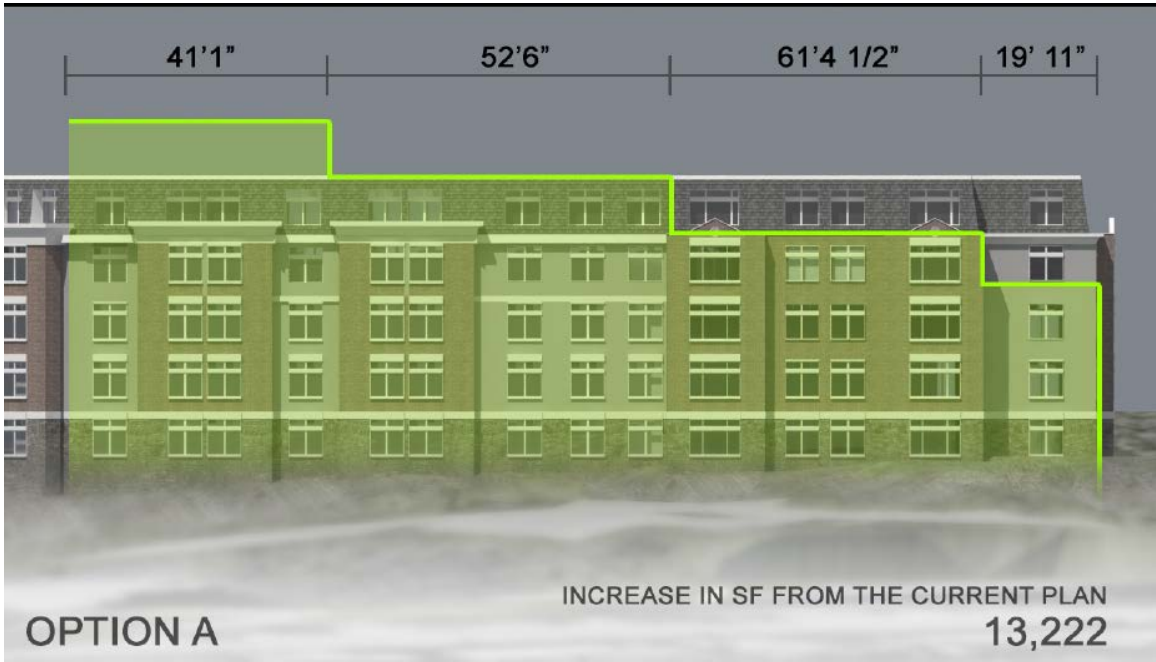 41'1" 52'6" 61'4 1/2" 19' 11"
INCREASE IN SF FROM THE CURRENT PLAN
OPTION A 13,222